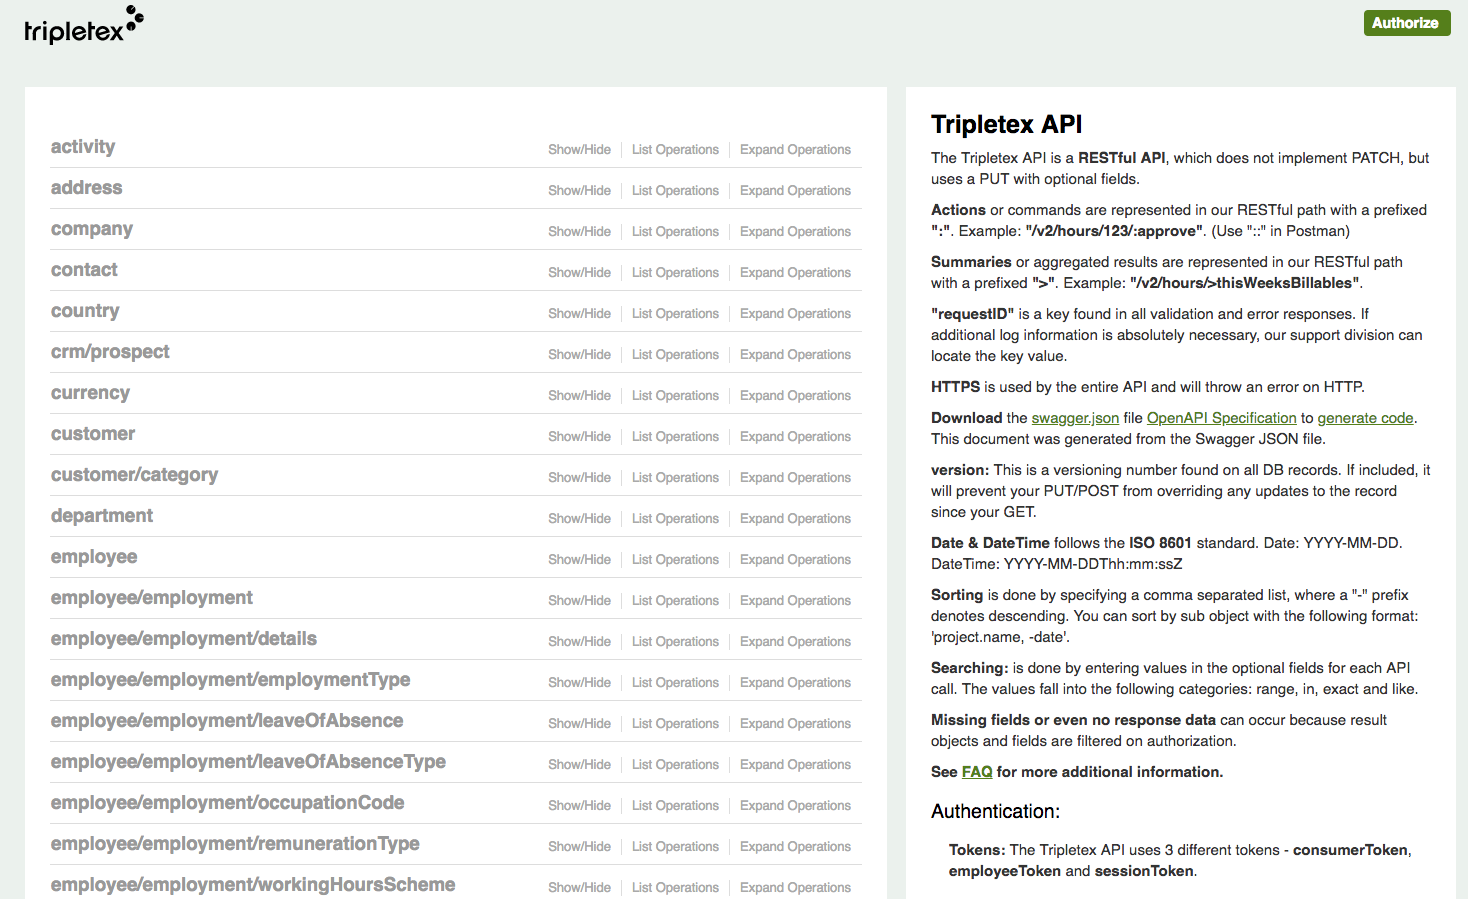 tripletex
Authorize
activity Show/Hide List Operations Expand Operations
address Show/Hide List Operations Expand Operations
company Show/Hide List Operations Expand Operations
contact Show/Hide List Operations Expand Operations
country Show/Hide List Operations Expand Operations
crm/prospect Show/Hide List Operations Expand Operations
currency Show/Hide List Operations Expand Operations
customer Show/Hide List Operations Expand Operations
customer/category Show/Hide List Operations Expand Operations
department Show/Hide List Operations Expand Operations
employee Show/Hide List Operations Expand Operations
employee/employment Show/Hide List Operations Expand Operations
employee/employment/details Show/Hide List Operations Expand Operations
employee/employment/employmentType Show/Hide List Operations Expand Operations
employee/employment/leaveOfAbsence Show/Hide List Operations Expand Operations
employee/employment/leaveOfAbsenceType Show/Hide List Operations Expand Operations
employee/employment/occupationCode Show/Hide List Operations Expand Operations
employee/employment/remunerationType Show/Hide List Operations Expand Operations
employee/employment/workingHoursScheme Show/Hide List Operations Expand Operations
Tripletex API
The Tripletex API is a RESTful API, which does not implement PATCH, but
uses a PUT with optional fields.
Actions or commands are represented in our RESTful path with a prefixed
":". Example: "/v2/hours/123/:approve". (Use "::" in Postman)
Summaries or aggregated results are represented in our RESTful path
with a prefixed ">". Example: "/v2/hours/>thisWeeksBillables".
"requestID" is a key found in all validation and error responses. If
additional log information is absolutely necessary, our support division can
locate the key value.
HTTPS is used by the entire API and will throw an error on HTTP.
Download the swagger.json file OpenAPI Specification to generate code.
This document was generated from the Swagger JSON file.
version: This is a versioning number found on all DB records. If included, it
will prevent your PUT/POST from overriding any updates to the record
since your GET.
Date & DateTime follows the ISO 8601 standard. Date: YYYY-MM-DD.
DateTime: YYYY-MM-DDThh:mm:ssZ
Sorting is done by specifying a comma separated list, where a "-" prefix
denotes descending. You can sort by sub object with the following format:
'project.name, -date'.
Searching: is done by entering values in the optional fields for each API
call. The values fall into the following categories: range, in, exact and like.
Missing fields or even no response data can occur because result
objects and fields are filtered on authorization.
See FAQ for more additional information.
Authentication:
Tokens: The Tripletex API uses 3 different tokens - consumerToken,
employeeToken and sessionToken.